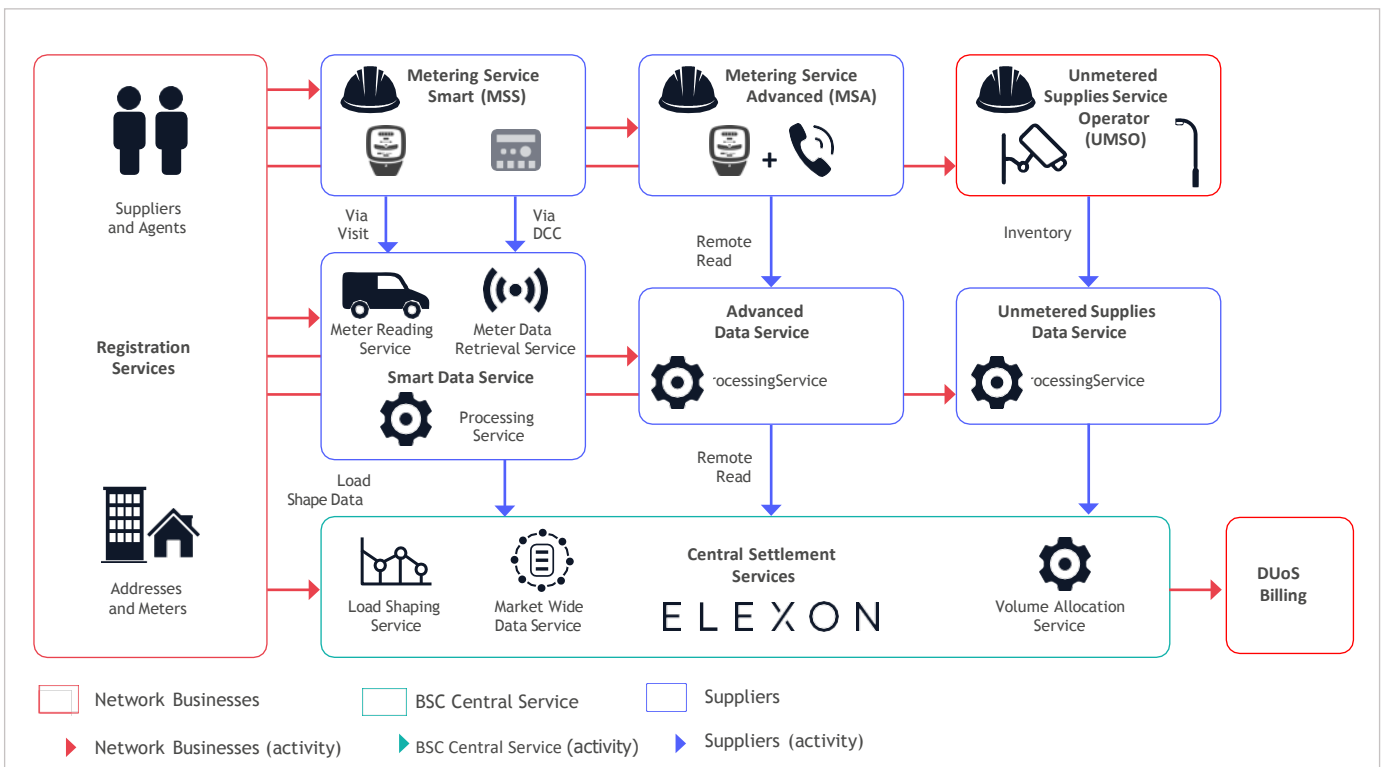 Suppliers
and Agents
Registration
Services
Addresses
and Meters
Metering Service
Smart (MSS)
Metering Service
Advanced (MSA)
+
Unmetered
Supplies Service
Operator
(UMSO)
Via
Visit
Via
DCC
Remote
Read
Inventory
Meter Reading
Service
Meter Data
Retrieval Service
Smart Data Service
Processing
Service
Advanced
Data Service
rocessingService
Unmetered Supplies
Data Service
rocessingService
Load
Shape Data
Remote
Read
Load Shaping
Service
Market Wide
Data Service
Central Settlement
Services
ELEXON
Volume Allocation
Service
DUoS
Billing
Network Businesses
BSC Central Service
Suppliers
Network Businesses (activity)
BSC Central Service (activity)
Suppliers (activity)